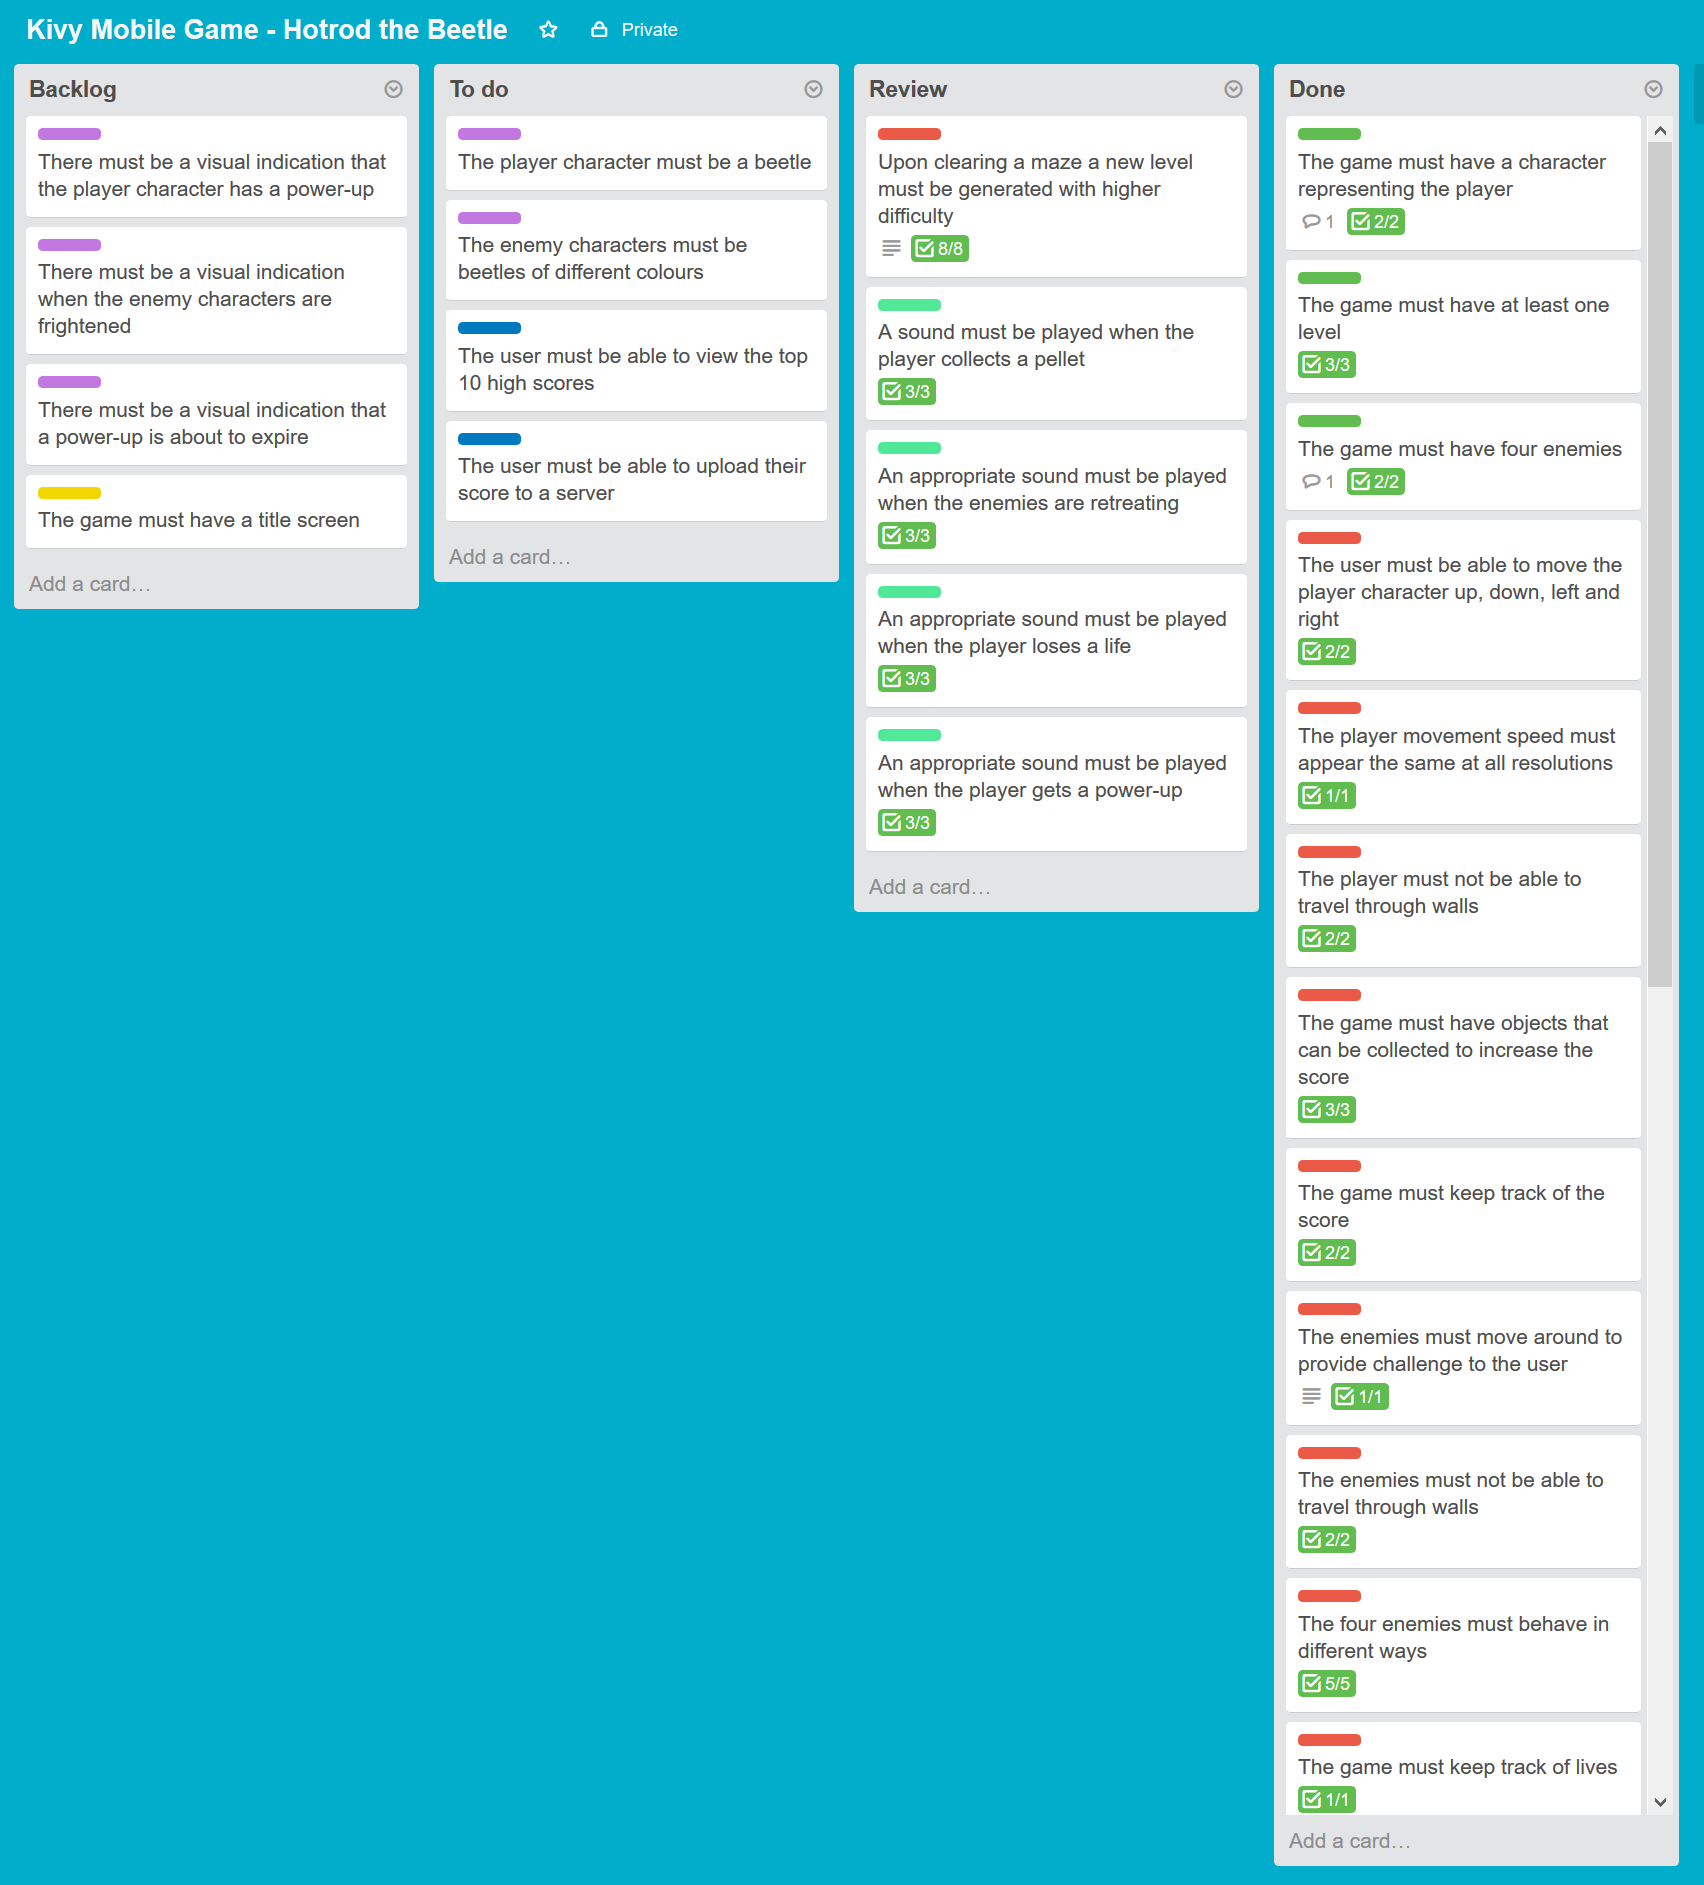 Kivy Mobile Game - Hotrod the Beetle
Private
Backlog
There must be a visual indication that
the player character has a power-up
There must be a visual indication
when the enemy characters are
frightened
There must be a visual indication that
a power-up is about to expire
The game must have a title screen
Add a card…
To do
The player character must be a beetle
The enemy characters must be
beetles of different colours
The user must be able to view the top
10 high scores
The user must be able to upload their
score to a server
Add a card…
Review
Upon clearing a maze a new level
must be generated with higher
difficulty
8/8
A sound must be played when the
player collects a pellet
3/3
An appropriate sound must be played
when the enemies are retreating
3/3
An appropriate sound must be played
when the player loses a life
3/3
An appropriate sound must be played
when the player gets a power-up
3/3
Add a card…
Done
The game must have a character
representing the player
1 2/2
The game must have at least one
level
3/3
The game must have four enemies
1 2/2
The user must be able to move the
player character up, down, left and
right
2/2
The player movement speed must
appear the same at all resolutions
1/1
The player must not be able to
travel through walls
2/2
The game must have objects that
can be collected to increase the
score
3/3
The game must keep track of the
score
2/2
The enemies must move around to
provide challenge to the user
1/1
The enemies must not be able to
travel through walls
2/2
The four enemies must behave in
different ways
5/5
The game must keep track of lives
1/1
Add a card…